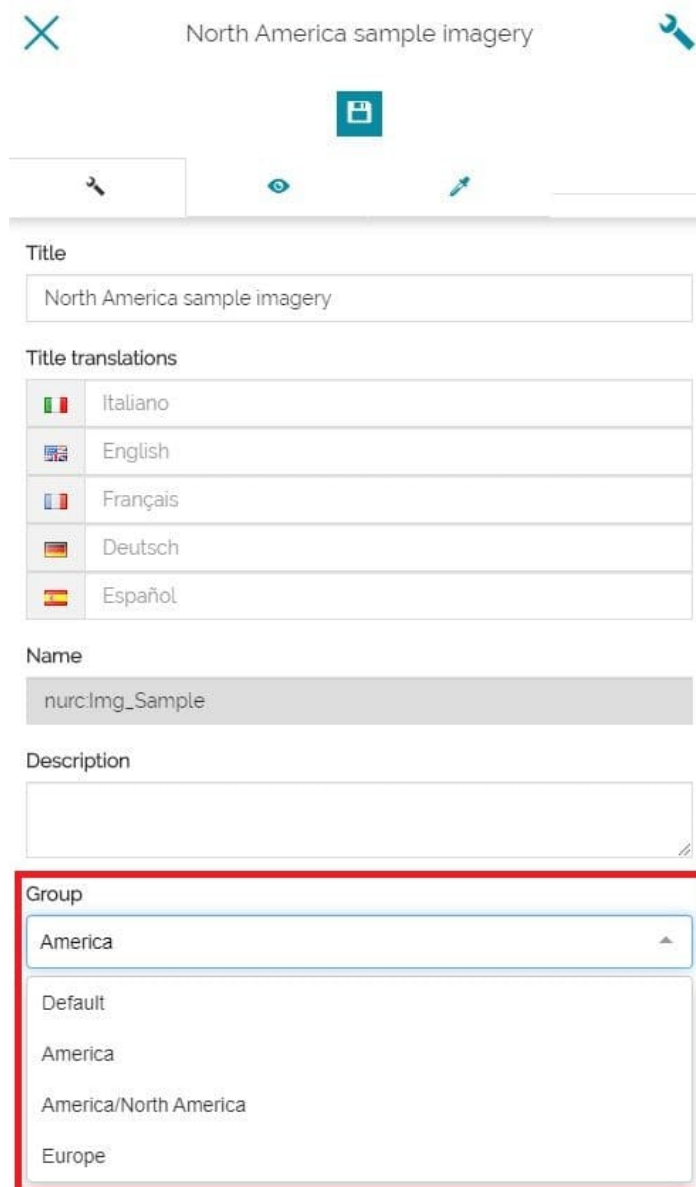 North America sample imagery
Title
North America sample imagery
Title translations
Italiano
English
Français
Deutsch
Español
Name
nurc:Img_Sample
Description
Group
America
Default
America
America/North America
Europe